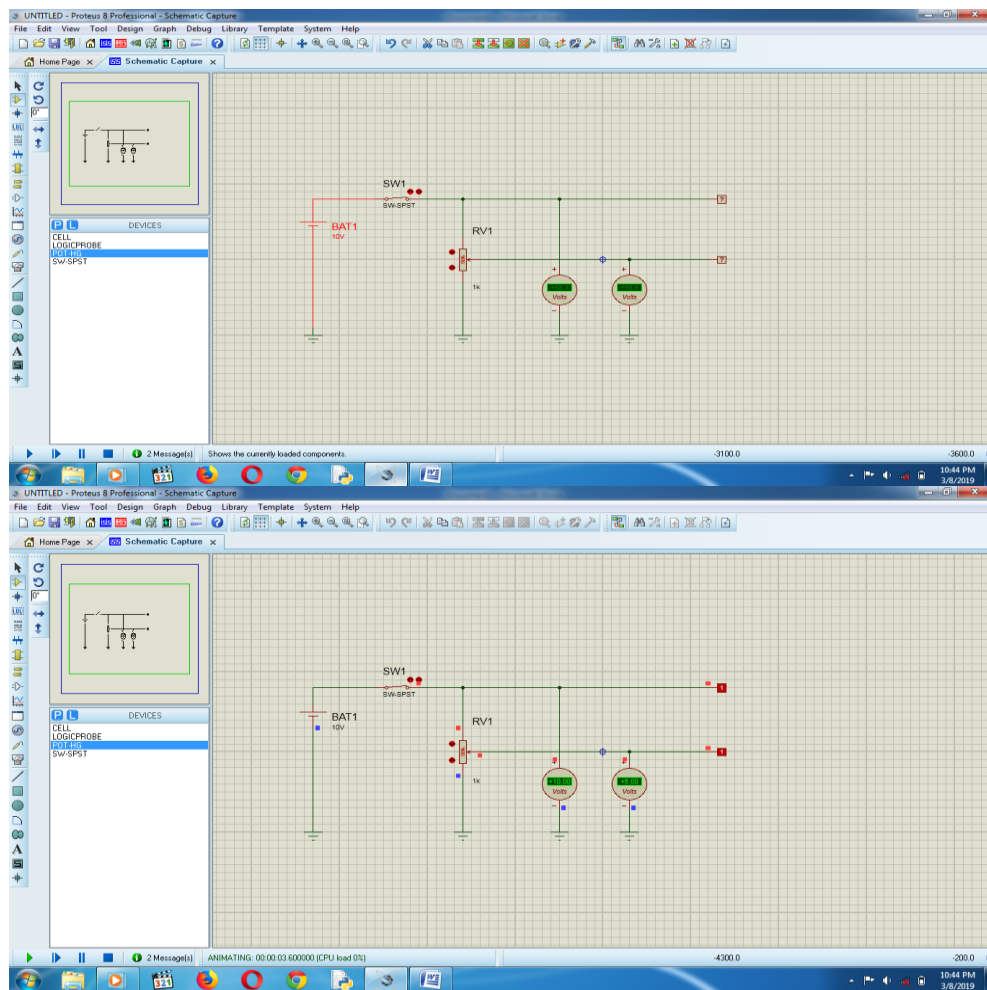 UNTITLED - Proteus 8 Professional - Schematic Capture
File Edit View Tool Design Graph Debug Library Template System Help
Home Page Schematic Capture
0°
P L DEVICES
CELL
LOGICPROBE
POT-HG
SW-SPST
SW1
SW-SPST
BAT1
10V
RV1
1k
?
?
Volts
Volts
2 Message(s) Shows the currently loaded components. -3100.0 -3600.0
321
10:44 PM
3/8/2019
UNTITLED - Proteus 8 Professional - Schematic Capture
File Edit View Tool Design Graph Debug Library Template System Help
Home Page Schematic Capture
0°
P L DEVICES
CELL
LOGICPROBE
POT-HG
SW-SPST
SW1
SW-SPST
1
BAT1
10V
RV1
1
1k
+10.00 +5.00
Volts Volts
2 Message(s) ANIMATING: 00:00:03.600000 (CPU load 0%) -4300.0 -200.0
321
10:44 PM
3/8/2019